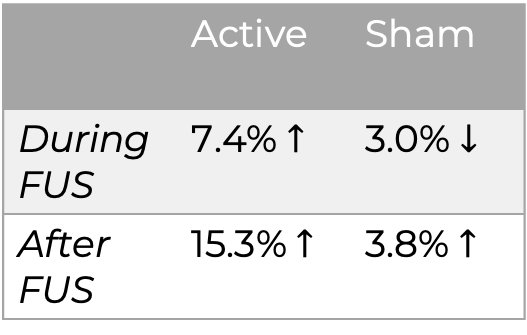 Active Sham
During 7.4% ↑ 3.0% ↓
FUS
After 15.3% ↑ 3.8% ↑
FUS